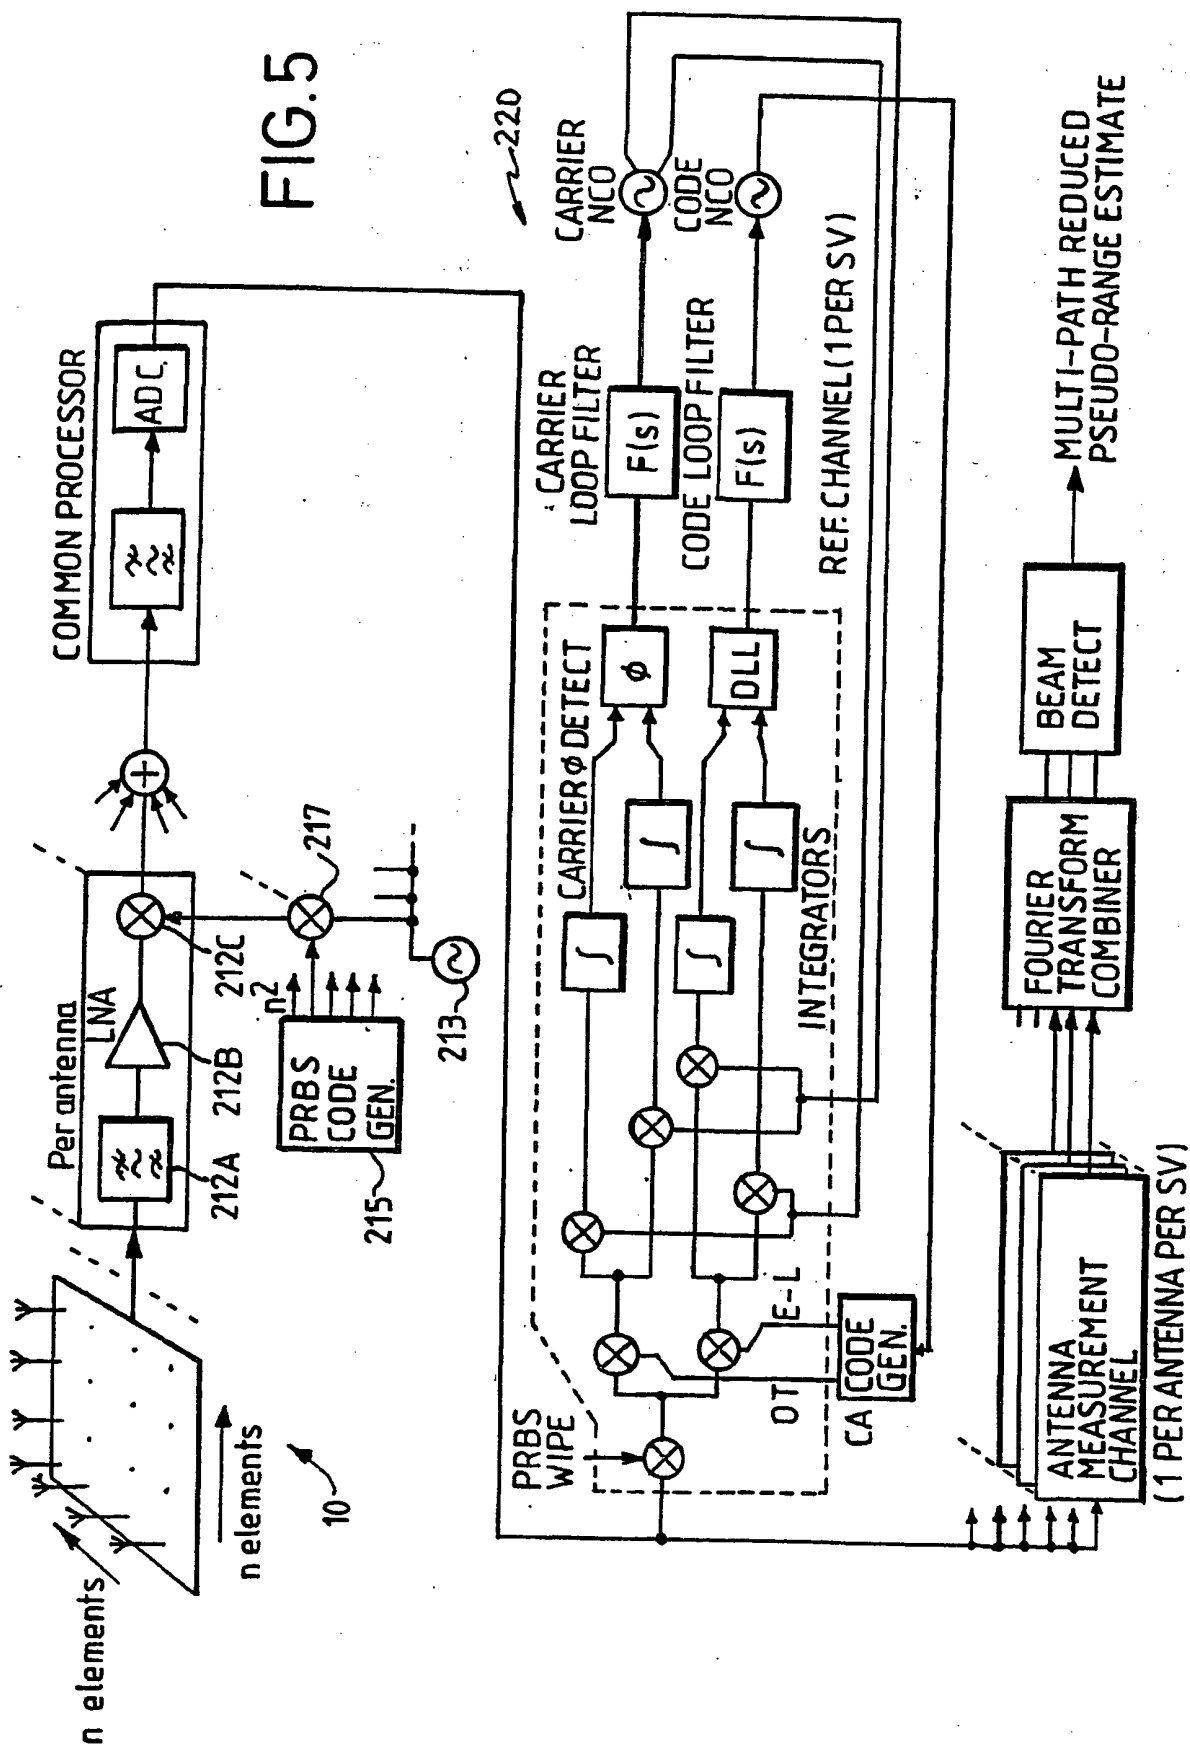 FIG. 5
n elements
n elements
10
Per antenna
LNA
212A
212B
212C
COMMON PROCESSOR
ADC
PRBS
CODE
GEN.
n2
215
213
217
220
PRBS
WIPE
CARRIER Φ DETECT
∫
∫
∫
∫
INTEGRATORS
Φ
DLL
OT
E-L
CA
CODE
GEN.
CARRIER
LOOP FILTER
F(s)
CODE LOOP FILTER
F(s)
CARRIER
NCO
CODE
NCO
REF. CHANNEL (1 PER SV)
ANTENNA
MEASUREMENT
CHANNEL
(1 PER ANTENNA PER SV)
FOURIER
TRANSFORM
COMBINER
BEAM
DETECT
MULTI-PATH REDUCED
PSEUDO-RANGE ESTIMATE